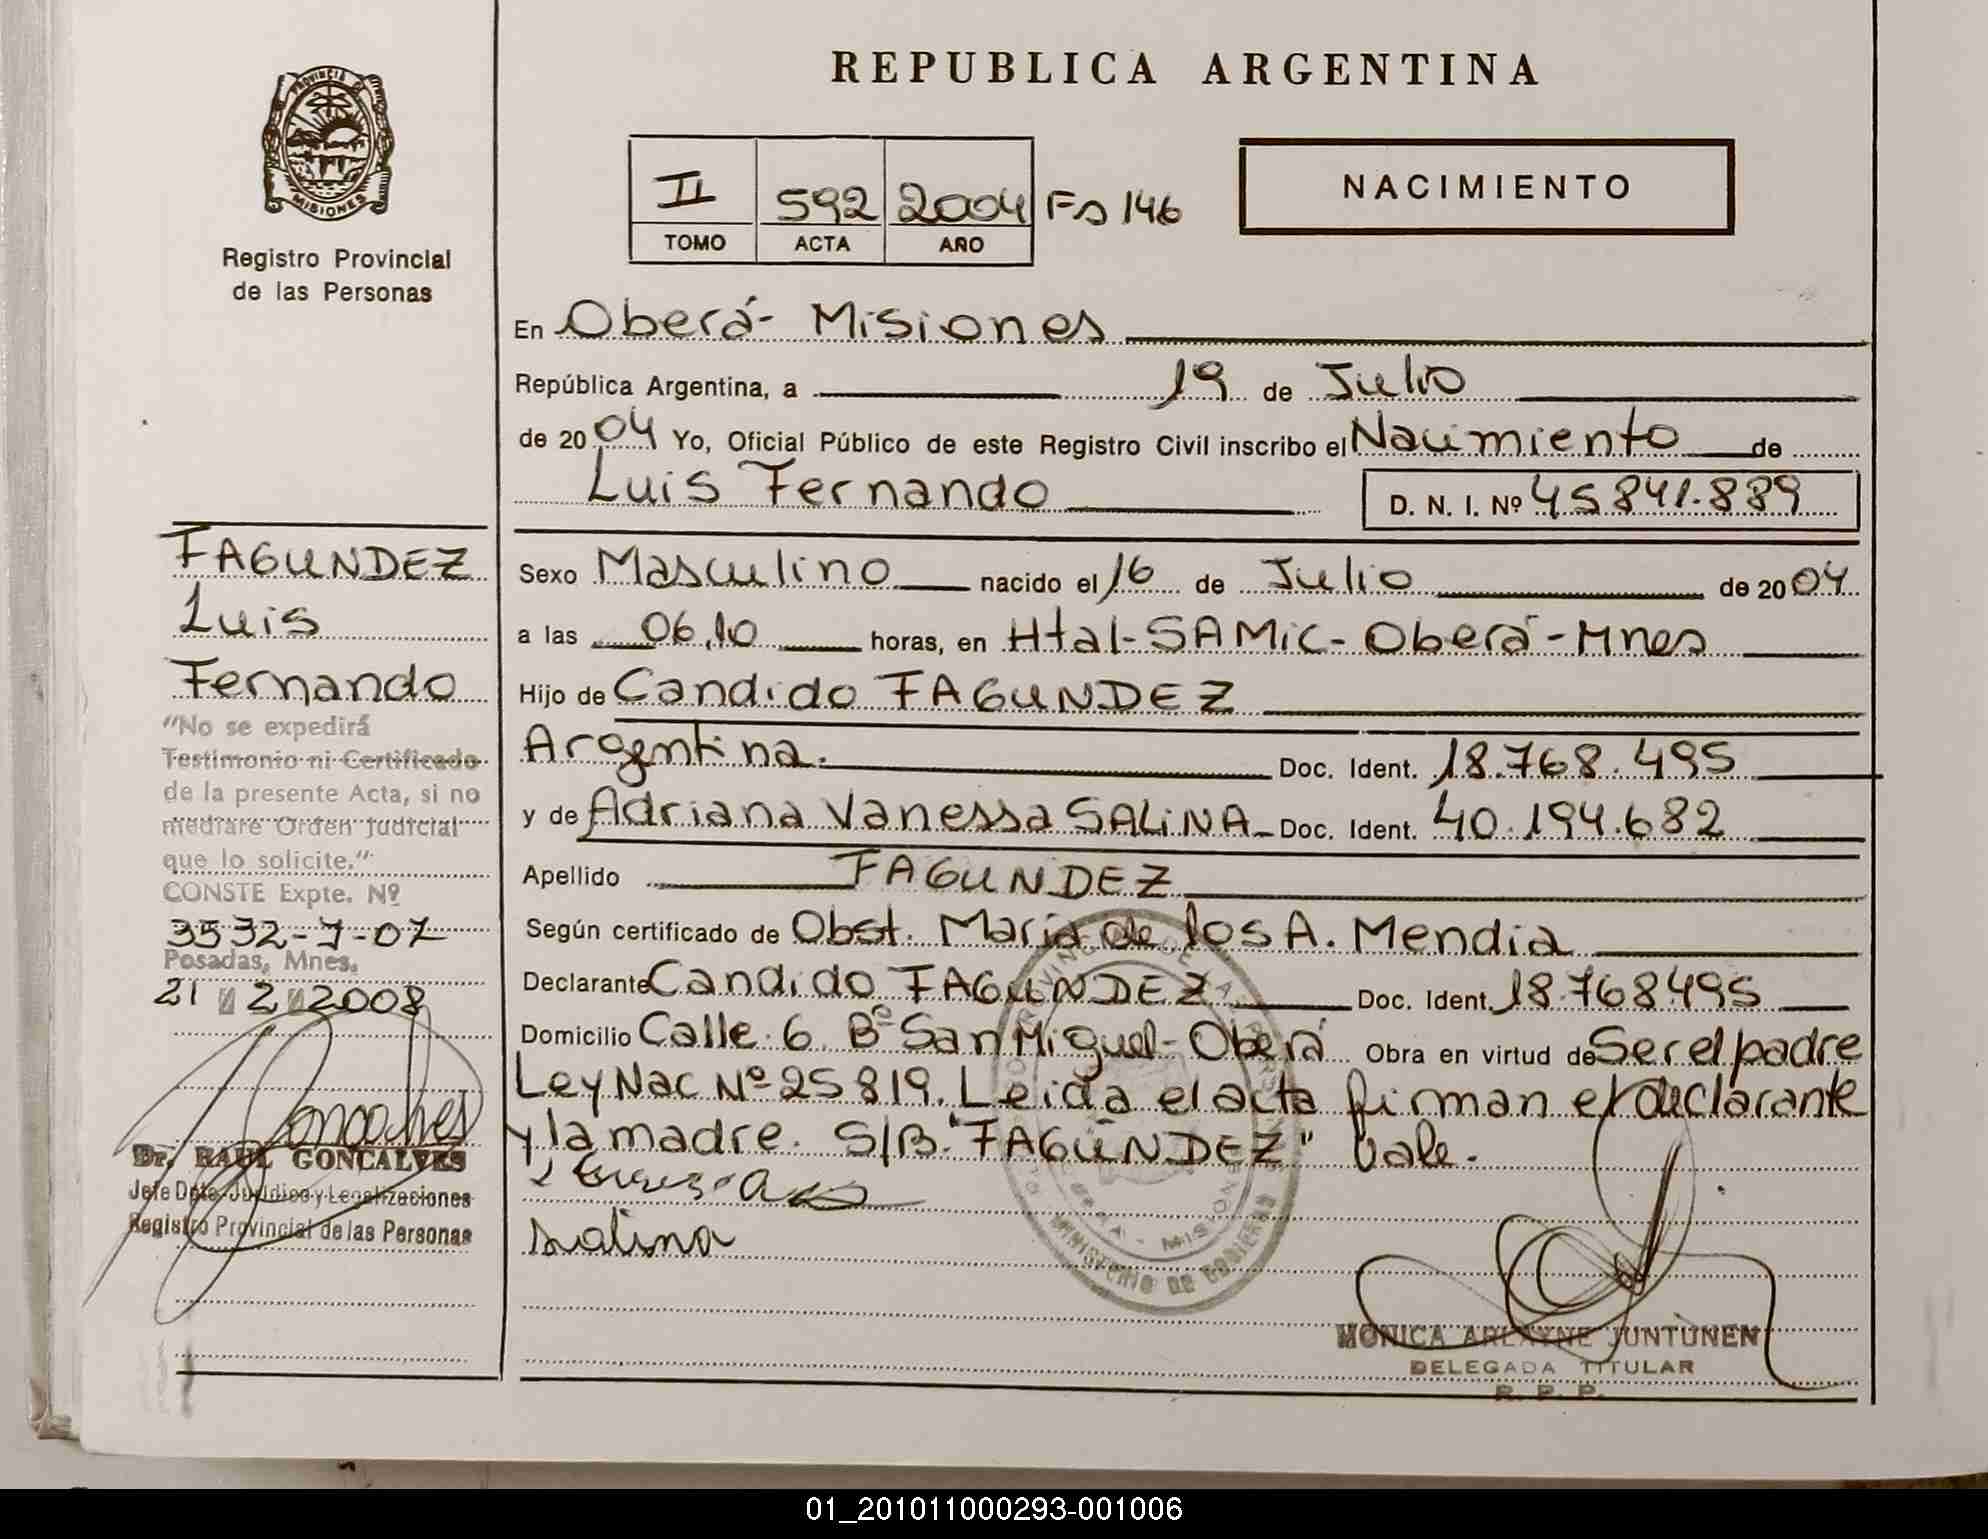 REPUBLICA ARGENTINA
PROVINCIA
MISIONES
Registro Provincial
de las Personas
II 592 2004 Fs 146
TOMO ACTA AÑO
NACIMIENTO
En Oberá- Misiones
República Argentina, a 19 de Julio
de 2004 Yo, Oficial Público de este Registro Civil inscribo el Nacimiento de
Luis Fernando D. N. I. Nº 45841.889
Sexo Masculino nacido el 16 de Julio de 2004
a las 06,10 horas, en Htal-SAMiC-Oberá-Mnes
Hijo de Candido FAGUNDEZ
Argentina. Doc. Ident. 18.768.495
y de Adriana Vanessa SALiNA Doc. Ident. 40.194.682
Apellido FAGUNDEZ
Según certificado de Obst. Maria de los A. Mendia
Declarante Candido FAGUNDEZ Doc. Ident. 18.768495
Domicilio Calle 6 Bº San Miguel-Oberá Obra en virtud de Ser el padre
Ley Nac Nº 25819. Leida el acta firman el declarante
y la madre. S/B. "FAGUNDEZ" Vale.
salina
MINISTERIO DE GOBIERNO
MONICA ARLAYNE JUNTUNEN
DELEGADA TITULAR
R. P. P.
FAGUNDEZ
Luis
Fernando
"No se expedirá
Testimonio ni Certificado
de la presente Acta, si no
mediare Orden Judicial
que lo solicite."
CONSTE Expte. Nº
3532-J-07
Posadas, Mnes.
21 2 2008
Dr. RAUL GONCALVES
Jefe Dpto. Jurídico y Legalizaciones
Registro Provincial de las Personas
01_201011000293-001006